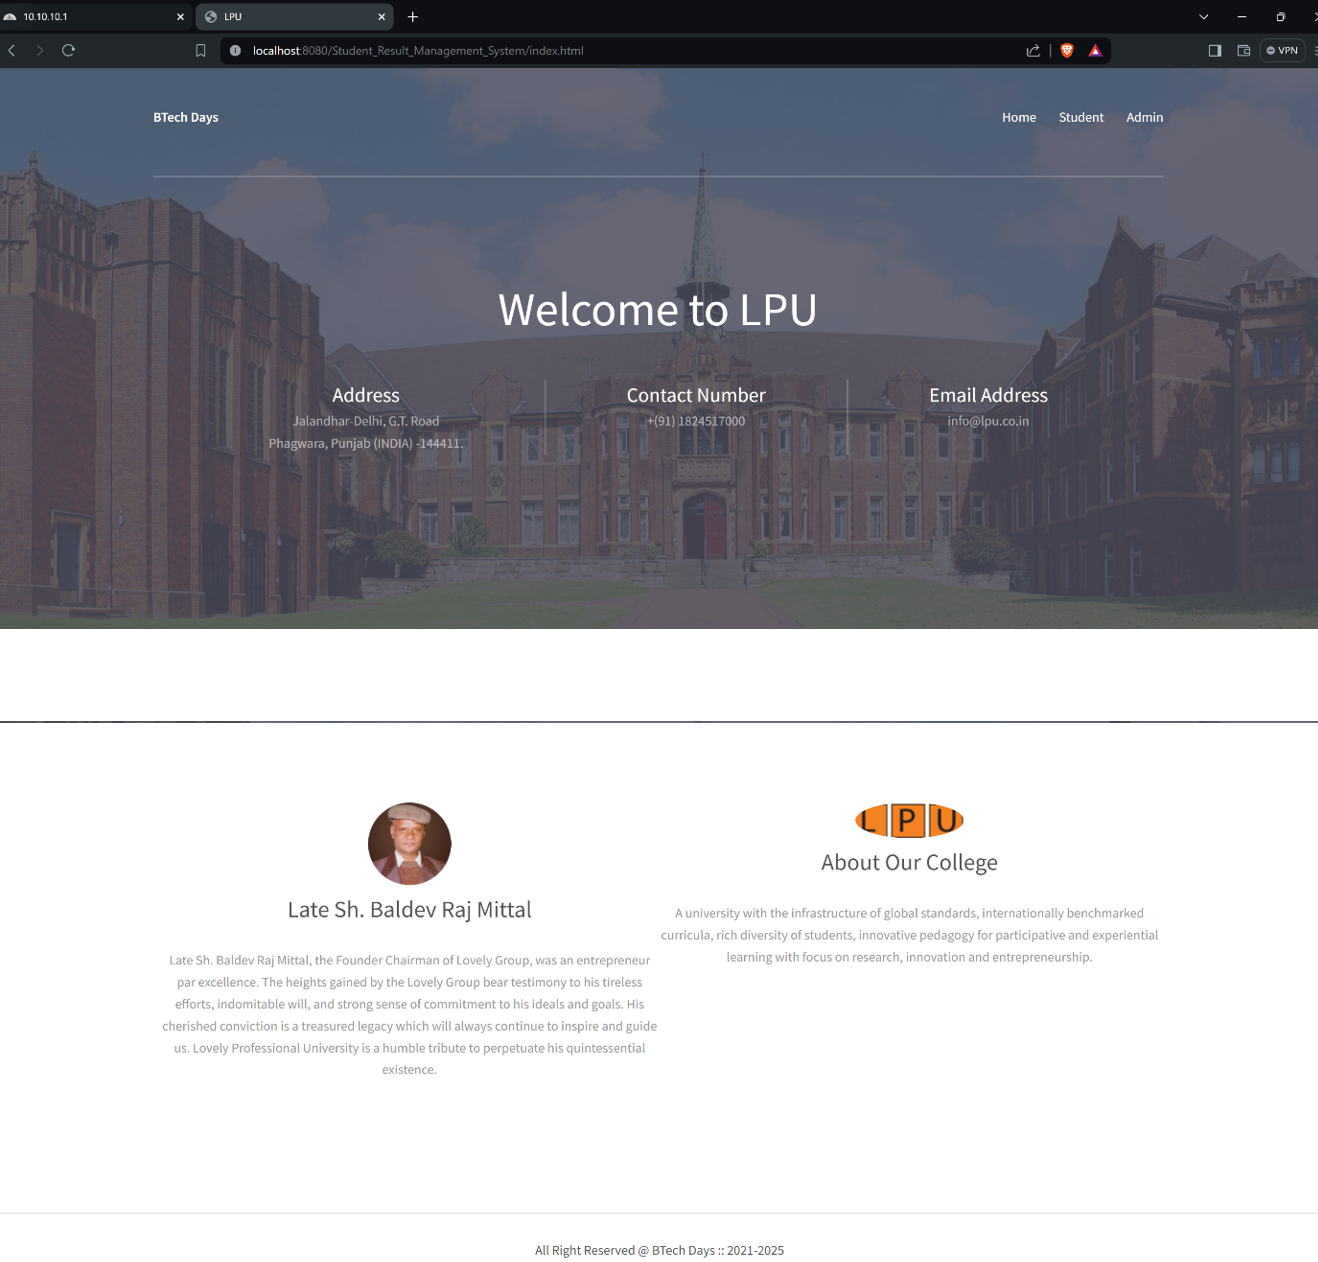 10.10.10.1
LPU
localhost:8080/Student_Result_Management_System/index.html
VPN
BTech Days
Home
Student
Admin
Welcome to LPU
Address
Jalandhar-Delhi, G.T. Road
Phagwara, Punjab (INDIA) -144411.
Contact Number
+(91) 1824517000
Email Address
info@lpu.co.in
Late Sh. Baldev Raj Mittal
Late Sh. Baldev Raj Mittal, the Founder Chairman of Lovely Group, was an entrepreneur
par excellence. The heights gained by the Lovely Group bear testimony to his tireless
efforts, indomitable will, and strong sense of commitment to his ideals and goals. His
cherished conviction is a treasured legacy which will always continue to inspire and guide
us. Lovely Professional University is a humble tribute to perpetuate his quintessential
existence.
LPU
About Our College
A university with the infrastructure of global standards, internationally benchmarked
curricula, rich diversity of students, innovative pedagogy for participative and experiential
learning with focus on research, innovation and entrepreneurship.
All Right Reserved @ BTech Days :: 2021-2025